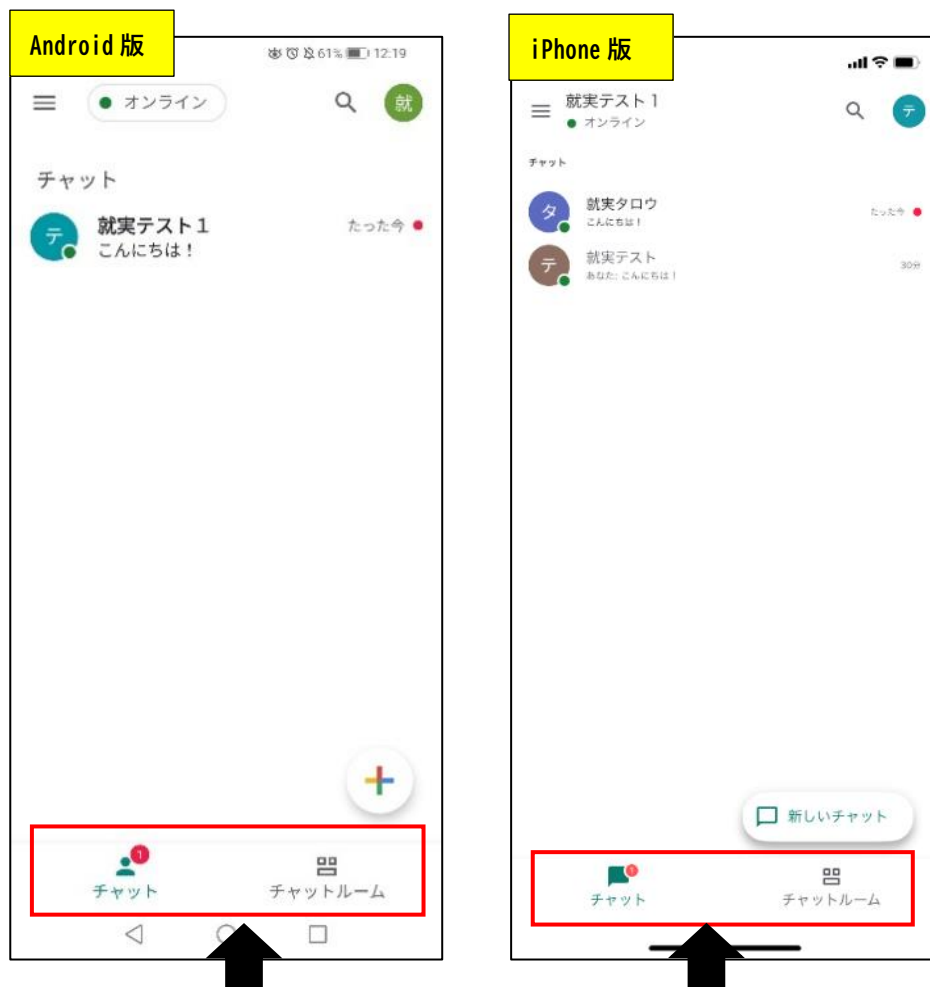 Android 版
61% 12:19
オンライン
就
チャット
テ
就実テスト１
たった今
こんにちは！
1
チャット
チャットルーム
iPhone 版
就実テスト１
オンライン
テ
チャット
タ
就実タロウ
こんにちは！
たった今
テ
就実テスト
あなた: こんにちは！
30分
新しいチャット
1
チャット
チャットルーム